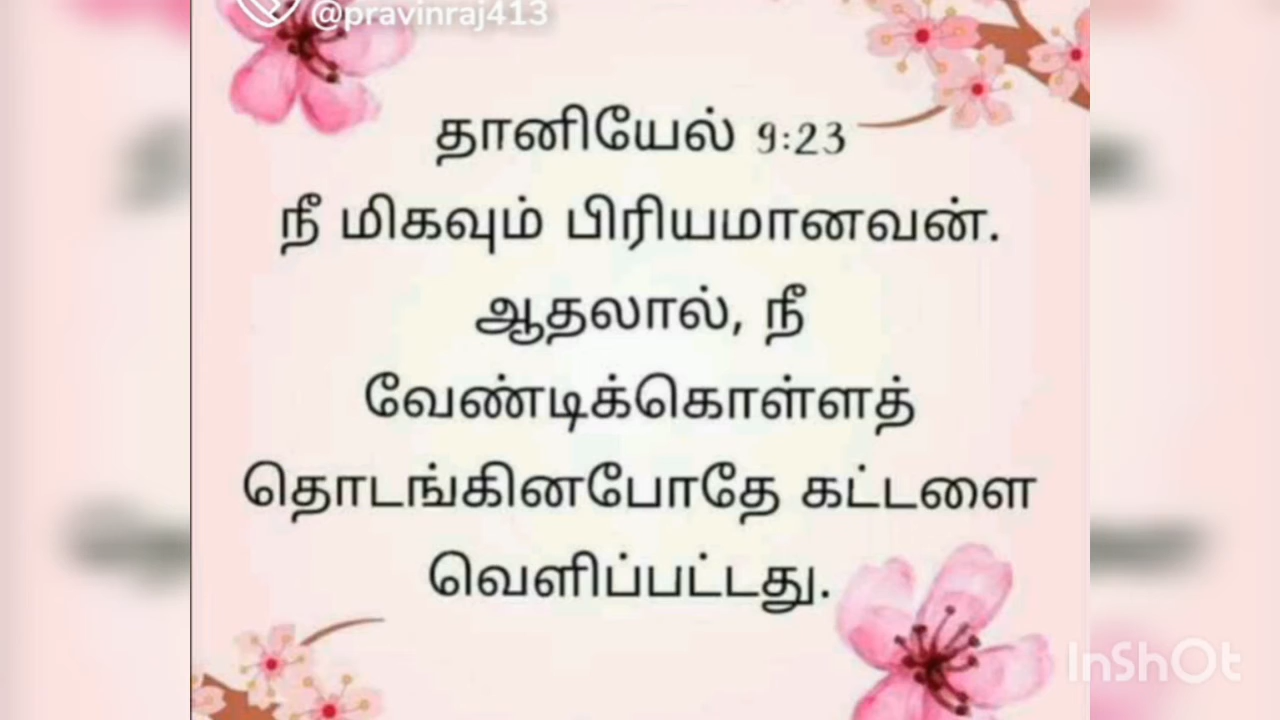 @pravinraj413
தானியேல் 9:23
நீ மிகவும் பிரியமானவன்.
ஆதலால், நீ
வேண்டிக்கொள்ளத்
தொடங்கினபோதே கட்டளை
வெளிப்பட்டது.
InShOt